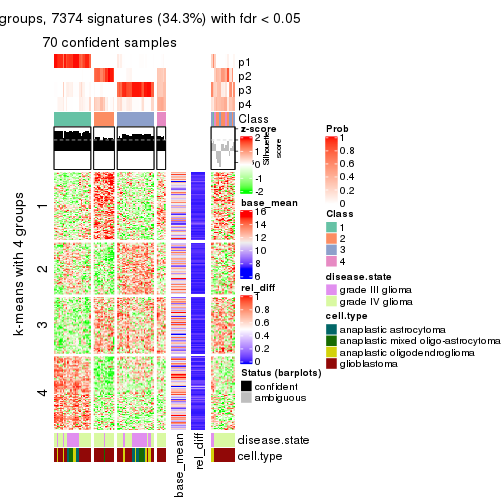 groups, 7374 signatures (34.3%) with fdr < 0.05
70 confident samples
p1
p2
p3
p4
Class
z-score
2
1
0
-1
-2
Silhouette
score
k-means with 4 groups
1
2
3
4
base_mean
16
14
12
10
8
6
rel_diff
1
0.8
0.6
0.4
0.2
0
Status (barplots)
confident
ambiguous
Prob
1
0.8
0.6
0.4
0.2
0
Class
1
2
3
4
disease.state
grade III glioma
grade IV glioma
cell.type
anaplastic astrocytoma
anaplastic mixed oligo-astrocytoma
anaplastic oligodendroglioma
glioblastoma
disease.state
cell.type
base_mean
rel_diff